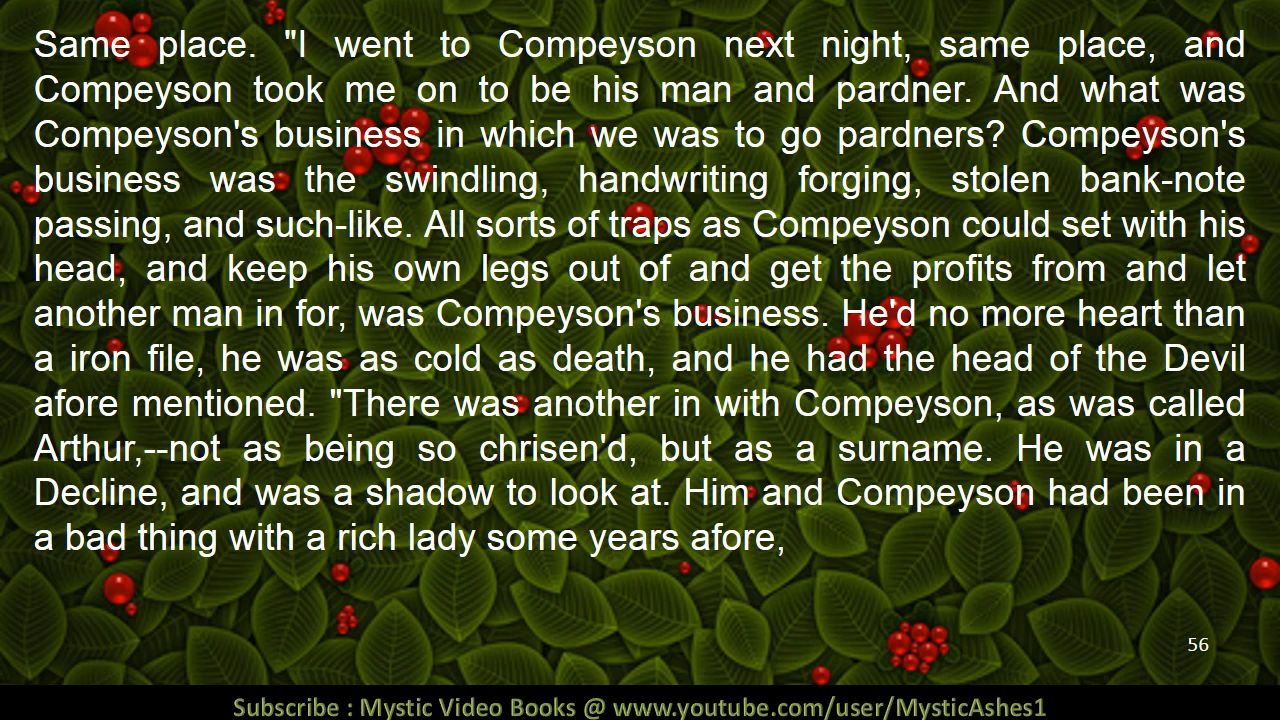 Same place. "I went to Compeyson next night, same place, and
Compeyson took me on to be his man and pardner. And what was
Compeyson's business in which we was to go pardners? Compeyson's
business was the swindling, handwriting forging, stolen bank-note
passing, and such-like. All sorts of traps as Compeyson could set with his
head, and keep his own legs out of and get the profits from and let
another man in for, was Compeyson's business. He'd no more heart than
a iron file, he was as cold as death, and he had the head of the Devil
afore mentioned. "There was another in with Compeyson, as was called
Arthur,--not as being so chrisen'd, but as a surname. He was in a
Decline, and was a shadow to look at. Him and Compeyson had been in
a bad thing with a rich lady some years afore,
56
Subscribe : Mystic Video Books @ www.youtube.com/user/MysticAshes1